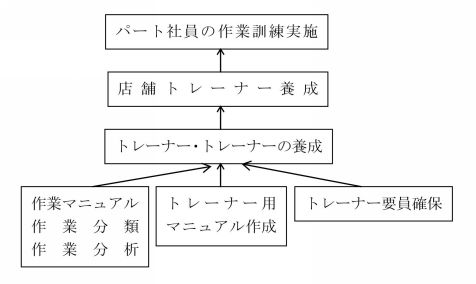 パート社員の作業訓練実施
店舗トレーナー養成
トレーナー・トレーナーの養成
作業マニュアル
作業分類
作業分析
トレーナー用
マニュアル作成
トレーナー要員確保